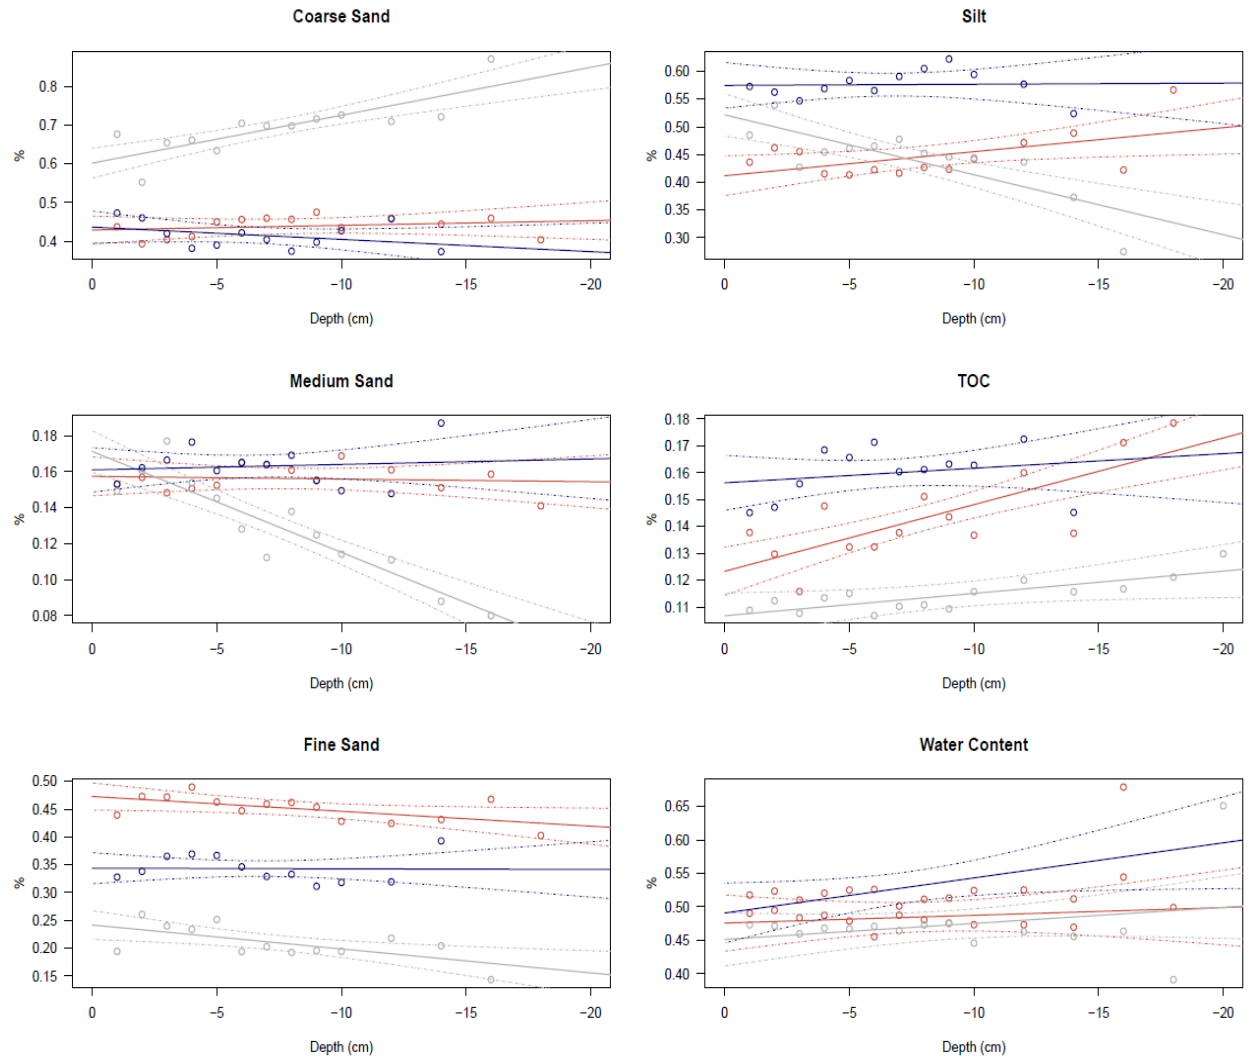 Coarse Sand
%
0.8
0.7
0.6
0.5
0.4
0 −5 −10 −15 −20
Depth (cm)
Silt
%
0.60
0.55
0.50
0.45
0.40
0.35
0.30
0 −5 −10 −15 −20
Depth (cm)
Medium Sand
%
0.18
0.16
0.14
0.12
0.10
0.08
0 −5 −10 −15 −20
Depth (cm)
TOC
%
0.18
0.17
0.16
0.15
0.14
0.13
0.12
0.11
0 −5 −10 −15 −20
Depth (cm)
Fine Sand
%
0.50
0.45
0.40
0.35
0.30
0.25
0.20
0.15
0 −5 −10 −15 −20
Depth (cm)
Water Content
%
0.65
0.60
0.55
0.50
0.45
0.40
0 −5 −10 −15 −20
Depth (cm)